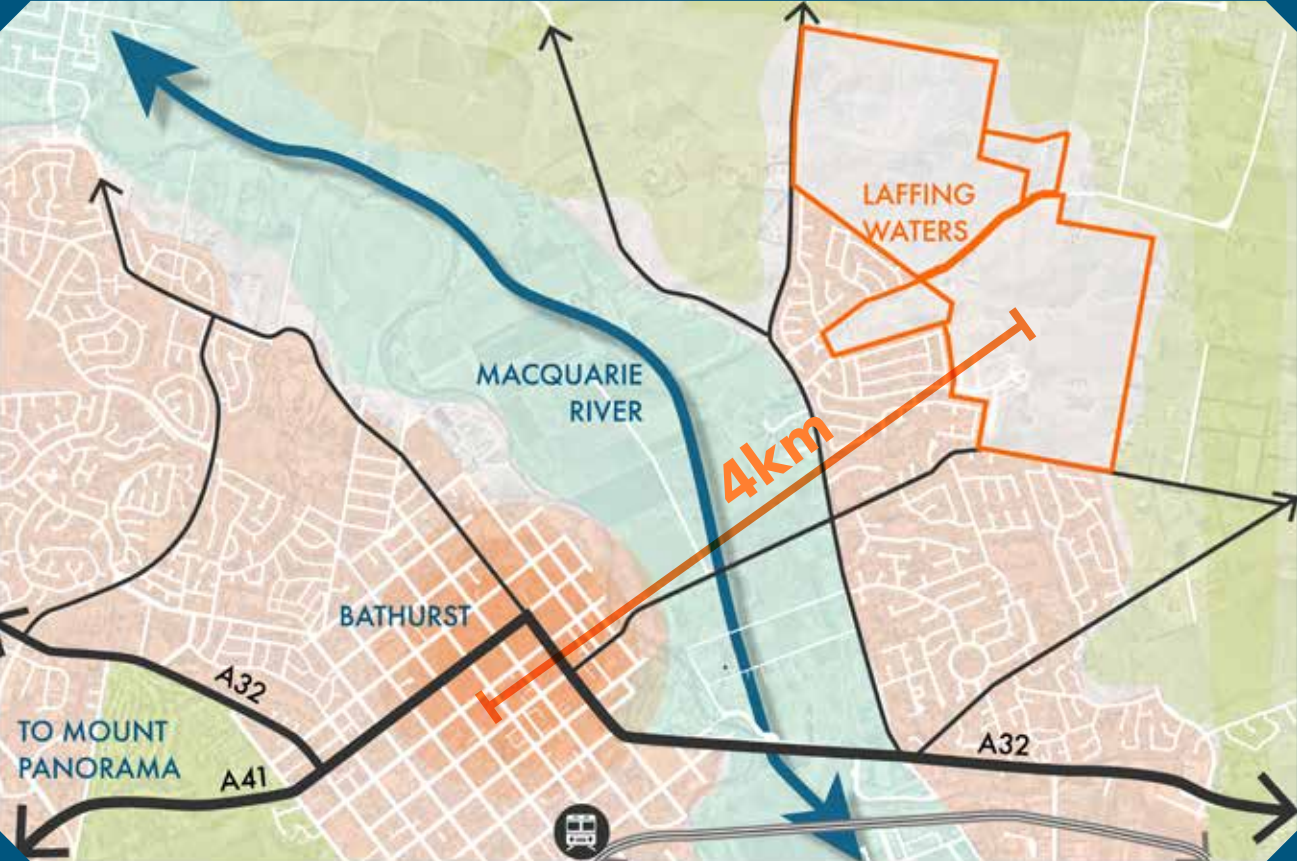 LAFFING
WATERS
MACQUARIE
RIVER
4km
BATHURST
A32
TO MOUNT
PANORAMA
A41
A32